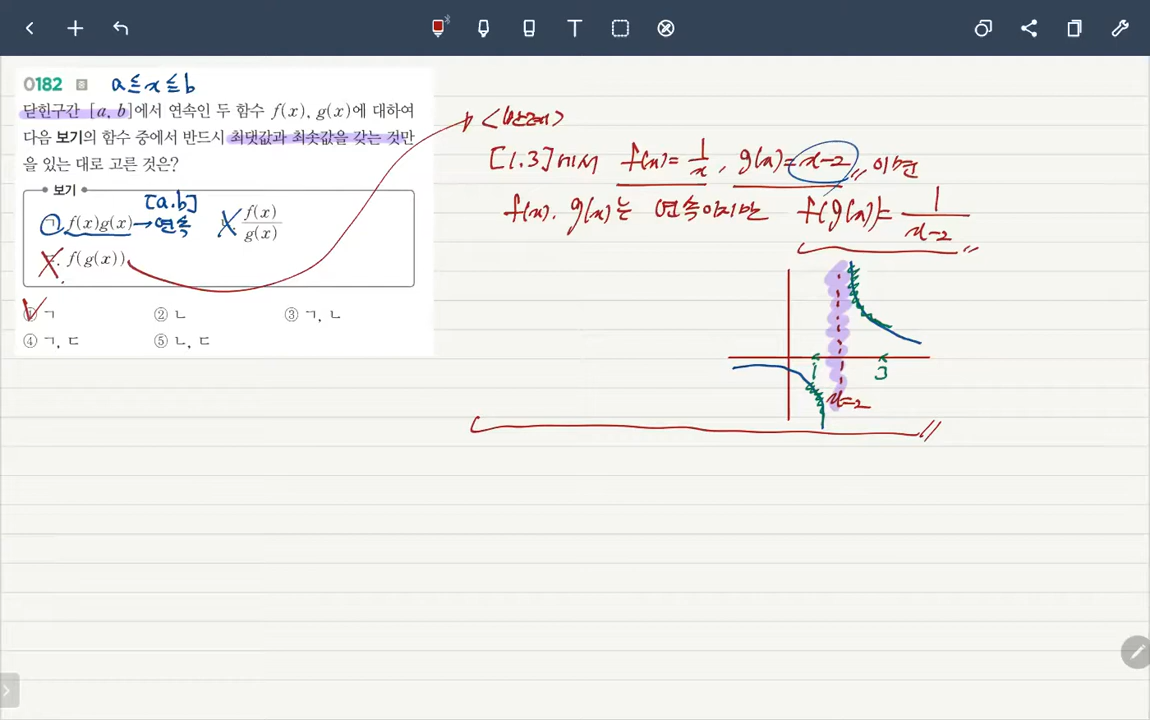 0182
a≦x≦b
닫힌구간 [a, b]에서 연속인 두 함수 f(x), g(x)에 대하여
다음 보기의 함수 중에서 반드시 최댓값과 최솟값을 갖는 것만
을 있는 대로 고른 것은?
보기
[a.b]
ㄱ. f(x)g(x)→연속
ㄴ. f(x)/g(x)
ㄷ. f(g(x))
① ㄱ ② ㄴ ③ ㄱ, ㄴ
④ ㄱ, ㄷ ⑤ ㄴ, ㄷ
<반례>
[1.3]에서 f(x)=1/x, g(x)=x-2 이면
f(x). g(x)는 연속이지만 f(g(x))=1/(x-2)
1 3
x=2